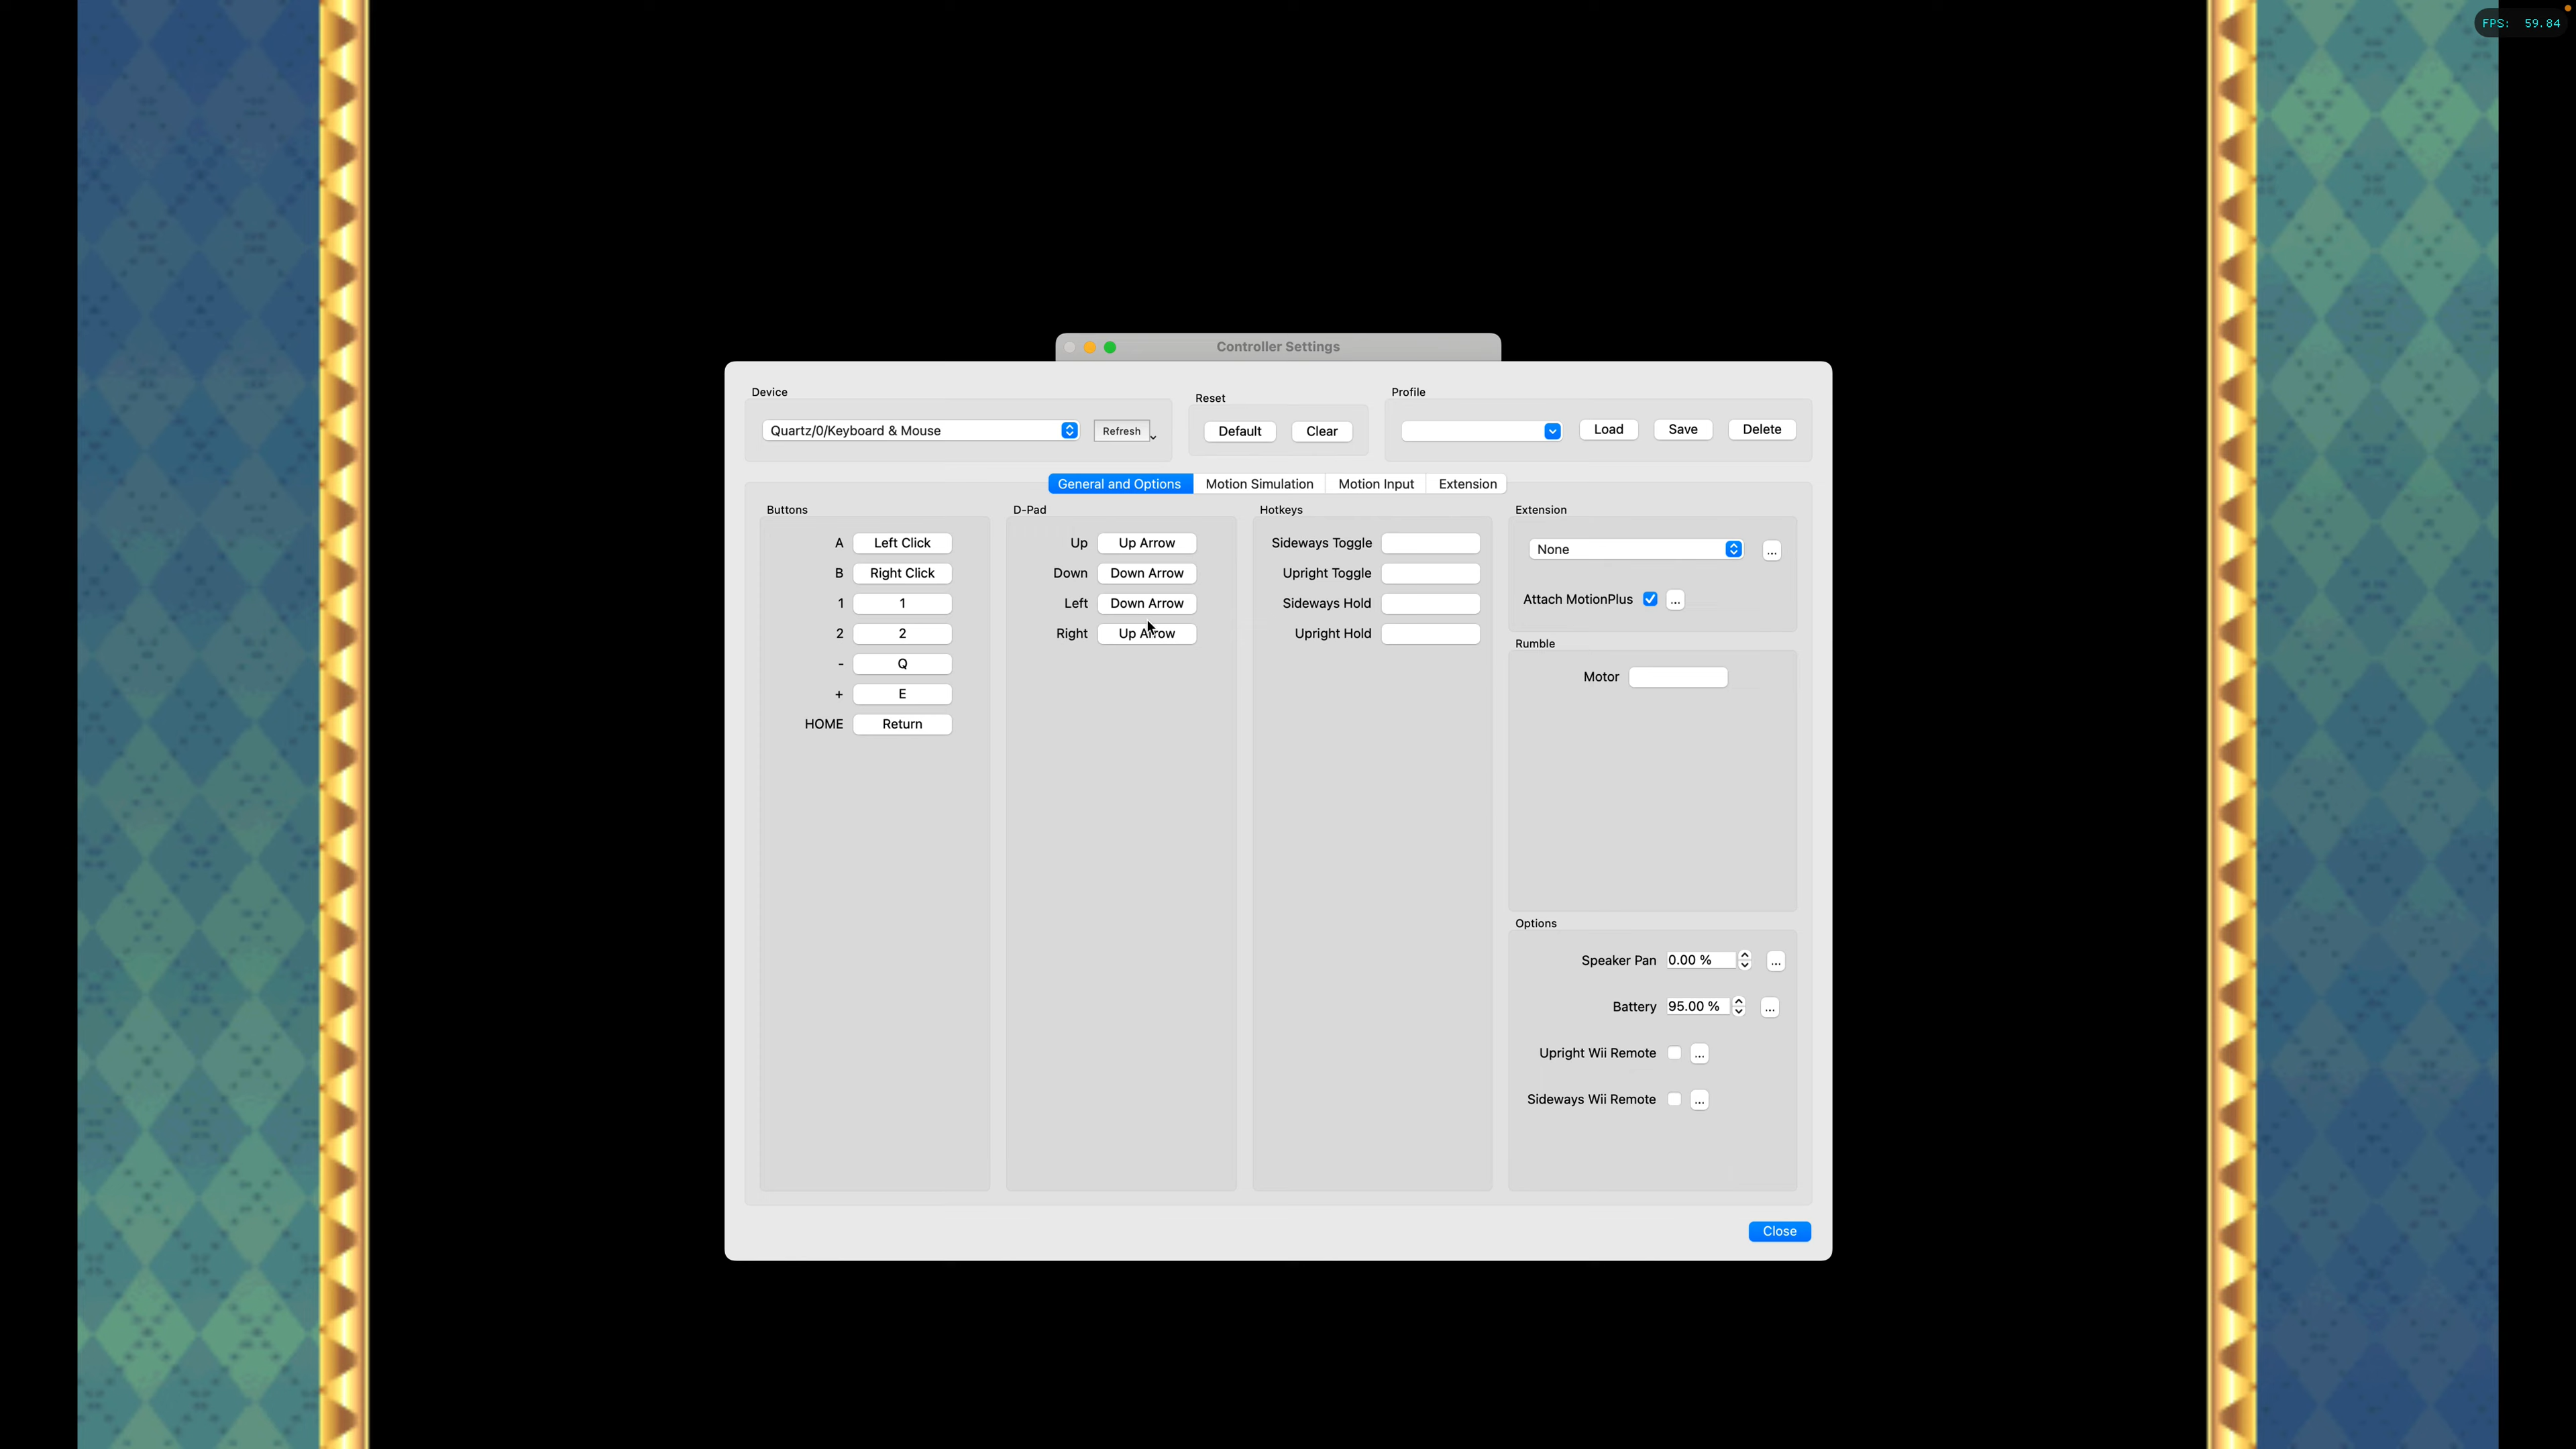 FPS: 59.84
Controller Settings
Device
Quartz/0/Keyboard & Mouse
Refresh
Reset
Default
Clear
Profile
Load
Save
Delete
General and Options
Motion Simulation
Motion Input
Extension
Buttons
A Left Click
B Right Click
1 1
2 2
- Q
+ E
HOME Return
D-Pad
Up Up Arrow
Down Down Arrow
Left Down Arrow
Right Up Arrow
Hotkeys
Sideways Toggle
Upright Toggle
Sideways Hold
Upright Hold
Extension
None ...
Attach MotionPlus ...
Rumble
Motor
Options
Speaker Pan 0.00 % ...
Battery 95.00 % ...
Upright Wii Remote ...
Sideways Wii Remote ...
Close